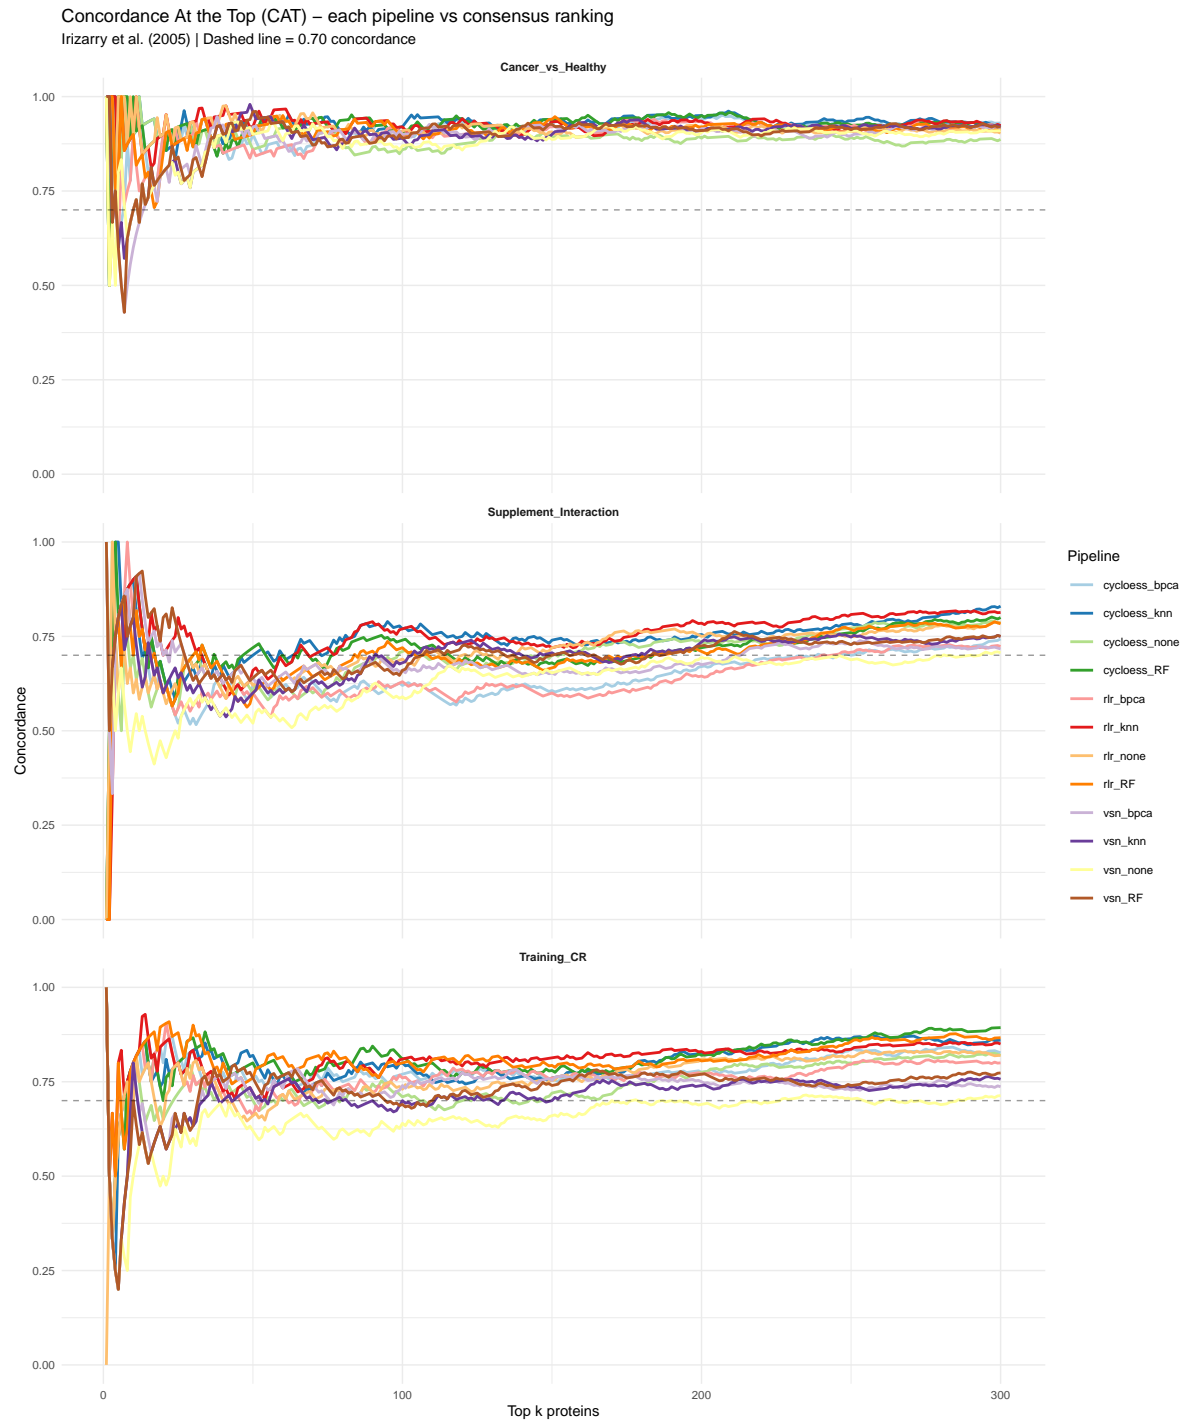 Concordance At the Top (CAT) – each pipeline vs consensus ranking
Irizarry et al. (2005) | Dashed line = 0.70 concordance
Cancer_vs_Healthy
1.00
0.75
0.50
0.25
0.00
Supplement_Interaction
1.00
0.75
0.50
0.25
0.00
Concordance
Training_CR
1.00
0.75
0.50
0.25
0.00
0
100
200
300
Top k proteins
Pipeline
cycloess_bpca
cycloess_knn
cycloess_none
cycloess_RF
rlr_bpca
rlr_knn
rlr_none
rlr_RF
vsn_bpca
vsn_knn
vsn_none
vsn_RF